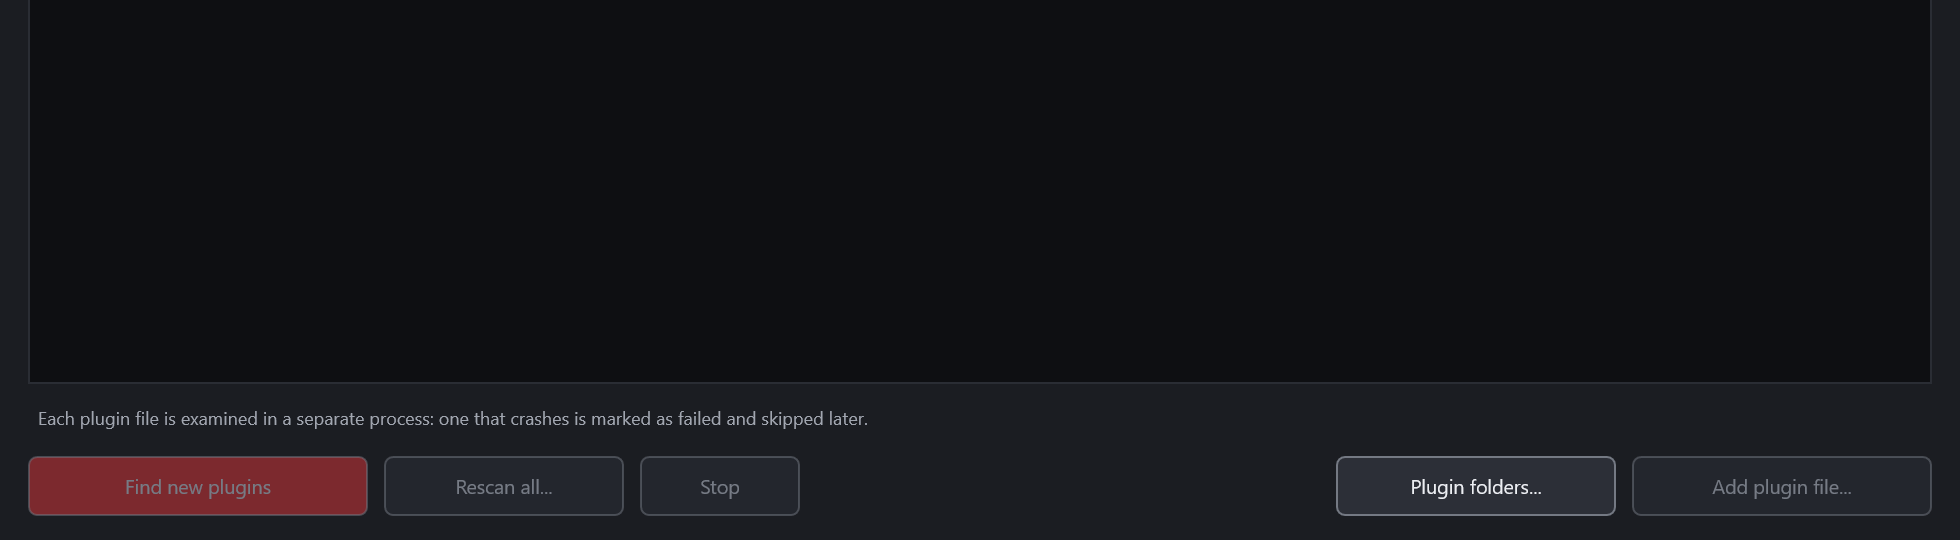 Each plugin file is examined in a separate process: one that crashes is marked as failed and skipped later.
Find new plugins
Rescan all...
Stop
Plugin folders...
Add plugin file...